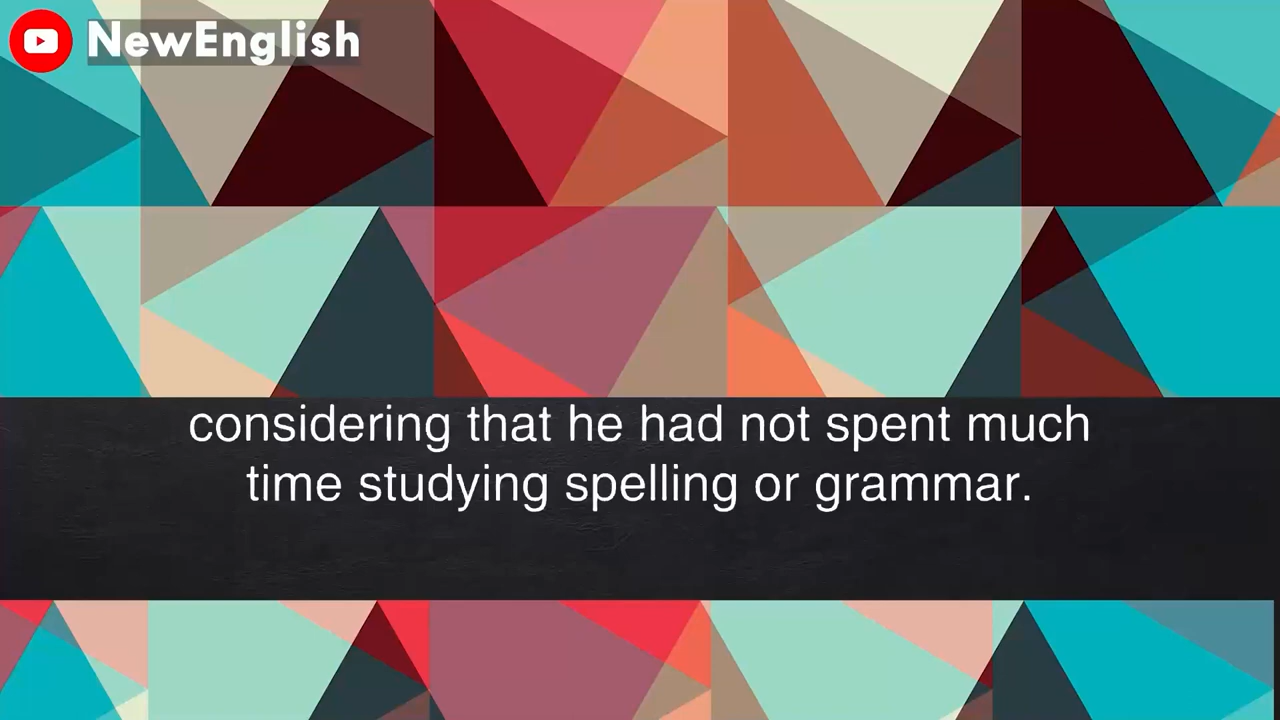 NewEnglish
considering that he had not spent much
time studying spelling or grammar.